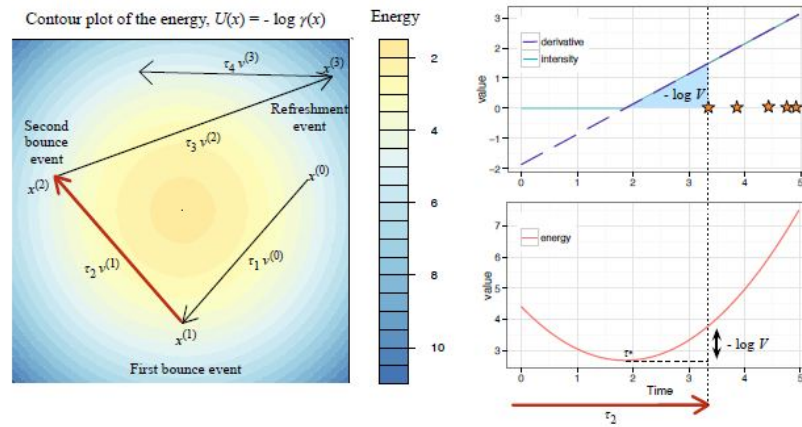 Contour plot of the energy, U(x) = - log γ(x)
Energy
x(3)
τ4 v(3)
Refreshment
event
Second
bounce
event
τ3 v(2)
x(2)
x(0)
τ2 v(1)
τ1 v(0)
x(1)
First bounce event
2
4
6
8
10
derivative
intensity
- log V
value
3
2
1
0
−1
−2
0
1
2
3
4
5
energy
value
7
6
5
4
3
τ*
- log V
0
1
2
3
4
5
Time
τ2